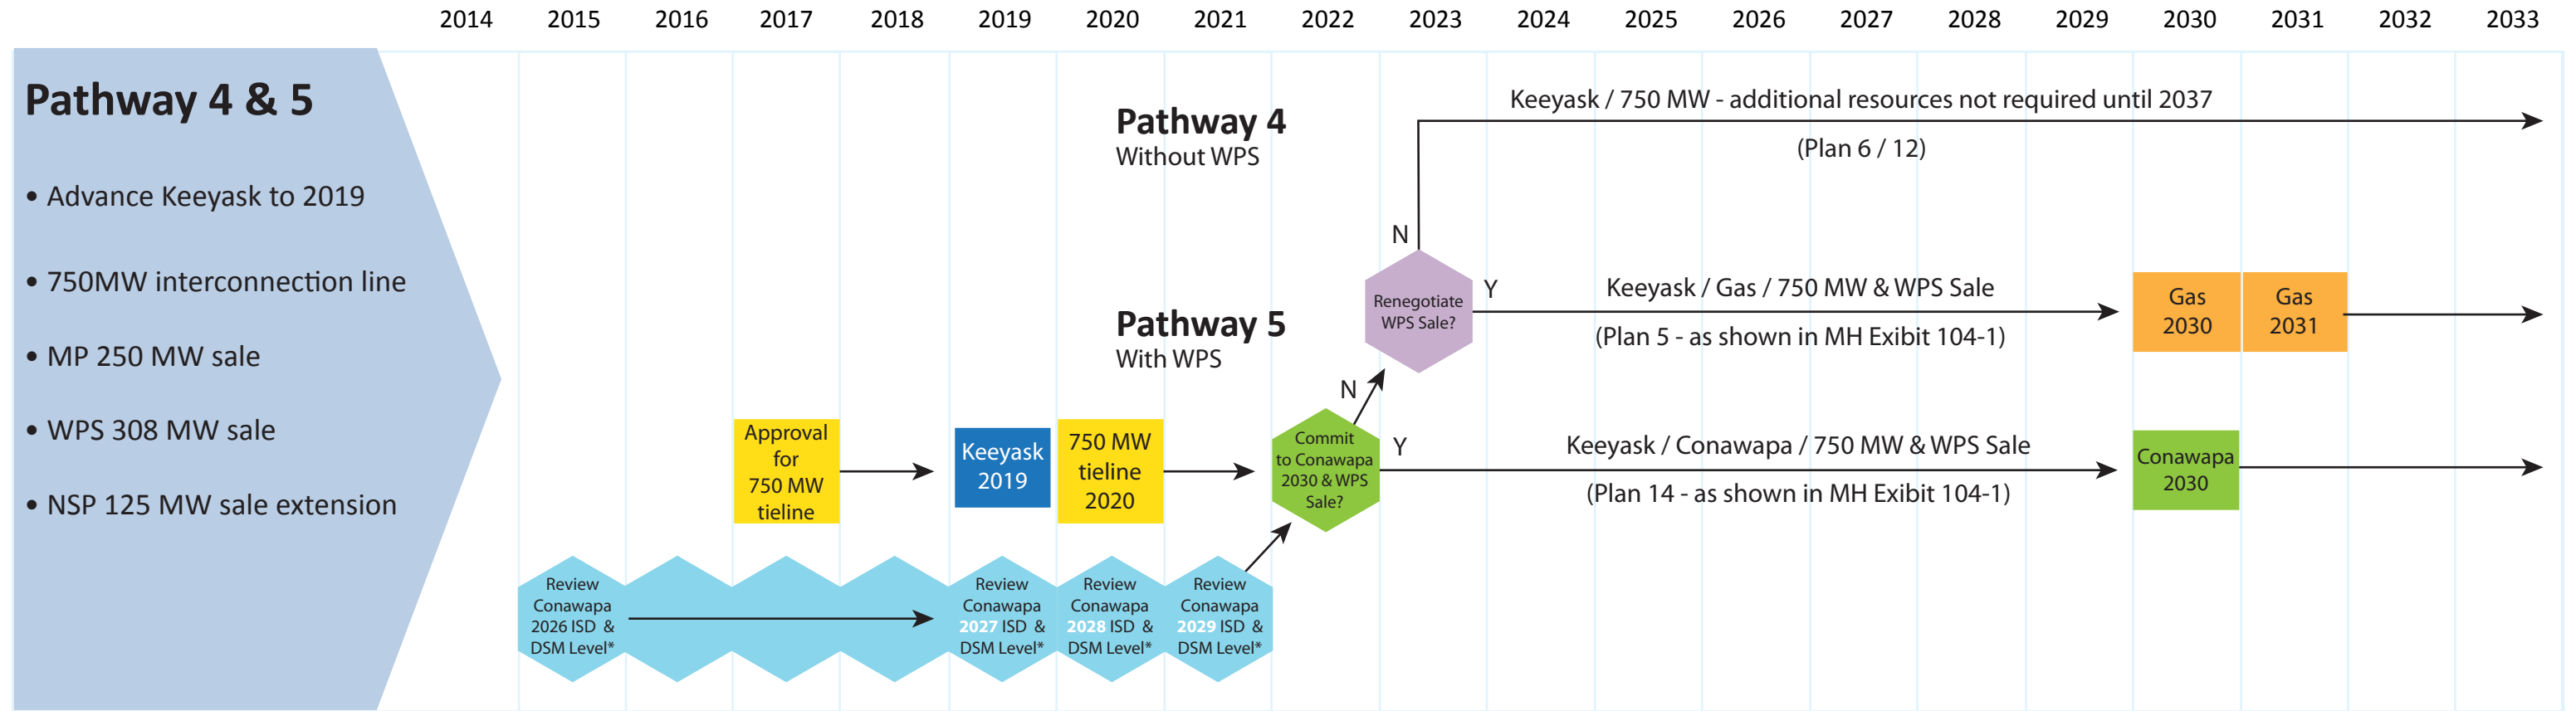 2014 2015 2016 2017 2018 2019 2020 2021 2022 2023 2024 2025 2026 2027 2028 2029 2030 2031 2032 2033
Pathway 4 & 5
• Advance Keeyask to 2019
• 750MW interconnection line
• MP 250 MW sale
• WPS 308 MW sale
• NSP 125 MW sale extension
Pathway 4
Without WPS
Keeyask / 750 MW - additional resources not required until 2037
(Plan 6 / 12)
N
Pathway 5
With WPS
Renegotiate
WPS Sale?
Y
Keeyask / Gas / 750 MW & WPS Sale
(Plan 5 - as shown in MH Exhibit 104-1)
Gas
2030
Gas
2031
N
Approval
for
750 MW
tieline
Keeyask
2019
750 MW
tieline
2020
Commit
to Conawapa
2030 & WPS
Sale?
Y
Keeyask / Conawapa / 750 MW & WPS Sale
(Plan 14 - as shown in MH Exhibit 104-1)
Conawapa
2030
Review
Conawapa
2026 ISD &
DSM Level*
Review
Conawapa
2027 ISD &
DSM Level*
Review
Conawapa
2028 ISD &
DSM Level*
Review
Conawapa
2029 ISD &
DSM Level*